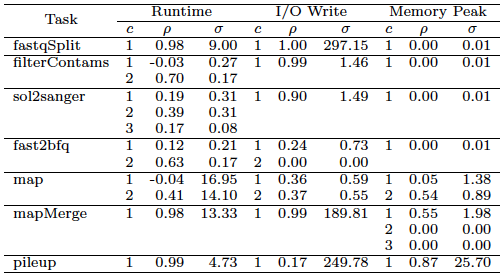 Task Runtime I/O Write Memory Peak
c ρ σ c ρ σ c ρ σ
fastqSplit 1 0.98 9.00 1 1.00 297.15 1 0.00 0.01
filterContams 1 -0.03 0.27 1 0.99 1.46 1 0.00 0.01
2 0.70 0.17
sol2sanger 1 0.19 0.31 1 0.90 1.49 1 0.00 0.01
2 0.39 0.31
3 0.17 0.08
fast2bfq 1 0.12 0.21 1 0.24 0.73 1 0.00 0.01
2 0.63 0.17 2 0.00 0.00
map 1 -0.04 16.95 1 0.36 0.59 1 0.05 1.38
2 0.41 14.10 2 0.37 0.55 2 0.54 0.89
mapMerge 1 0.98 13.33 1 0.99 189.81 1 0.55 1.98
2 0.00 0.00
3 0.00 0.00
pileup 1 0.99 4.73 1 0.17 249.78 1 0.87 25.70